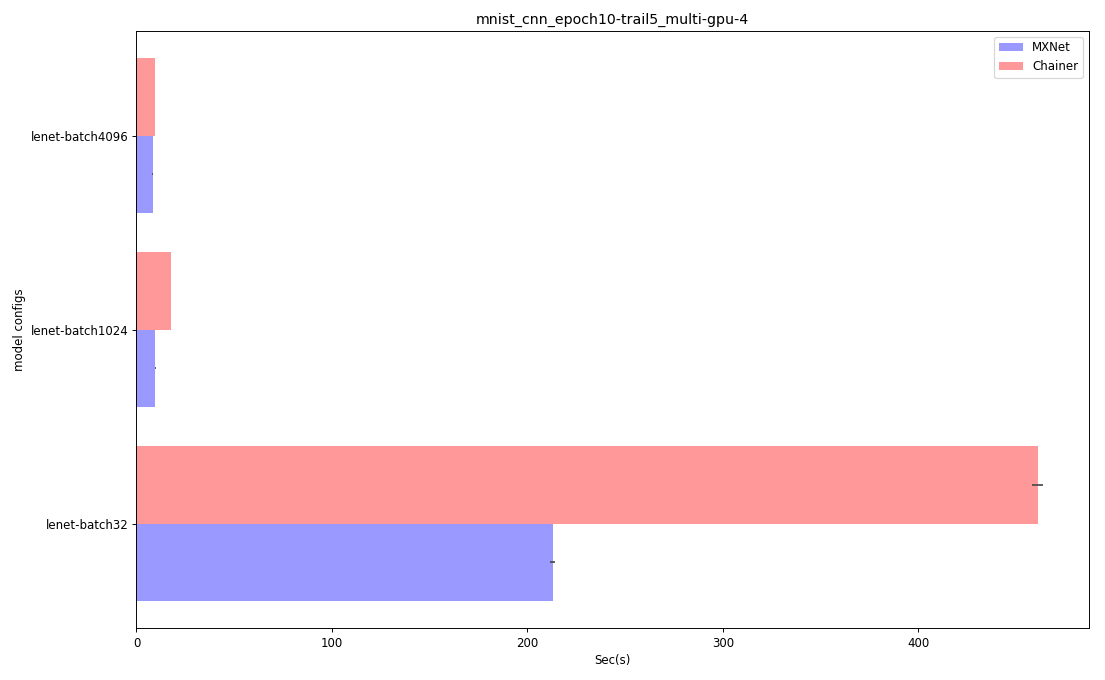 mnist_cnn_epoch10-trail5_multi-gpu-4
MXNet
Chainer
lenet-batch4096
lenet-batch1024
lenet-batch32
model configs
0 100 200 300 400
Sec(s)